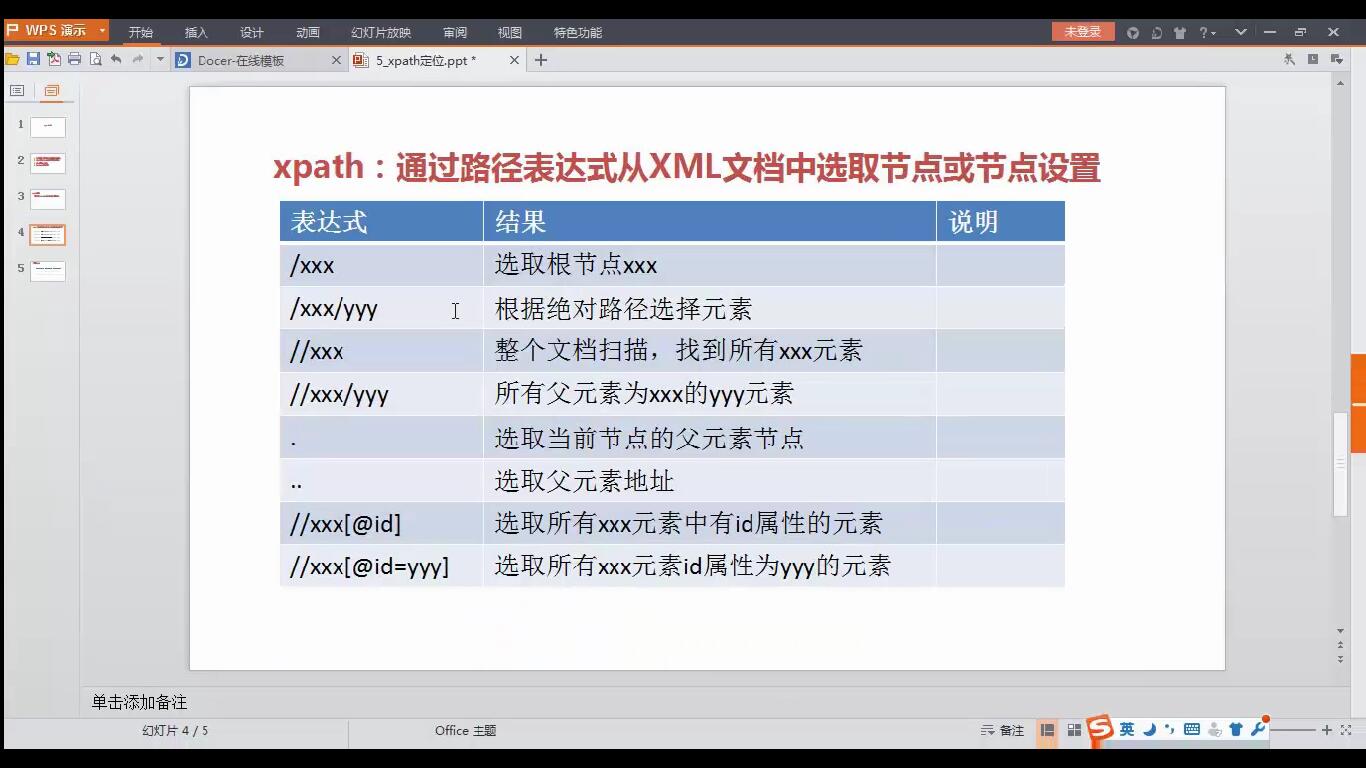 WPS 演示
开始 插入 设计 动画 幻灯片放映 审阅 视图 特色功能 未登录
Docer-在线模板 5_xpath定位.ppt *
1
2
3
4
5
xpath：通过路径表达式从XML文档中选取节点或节点设置
表达式 结果 说明
/xxx 选取根节点xxx
/xxx/yyy 根据绝对路径选择元素
//xxx 整个文档扫描，找到所有xxx元素
//xxx/yyy 所有父元素为xxx的yyy元素
. 选取当前节点的父元素节点
.. 选取父元素地址
//xxx[@id] 选取所有xxx元素中有id属性的元素
//xxx[@id=yyy] 选取所有xxx元素id属性为yyy的元素
单击添加备注
幻灯片 4 / 5 Office 主题 备注 英